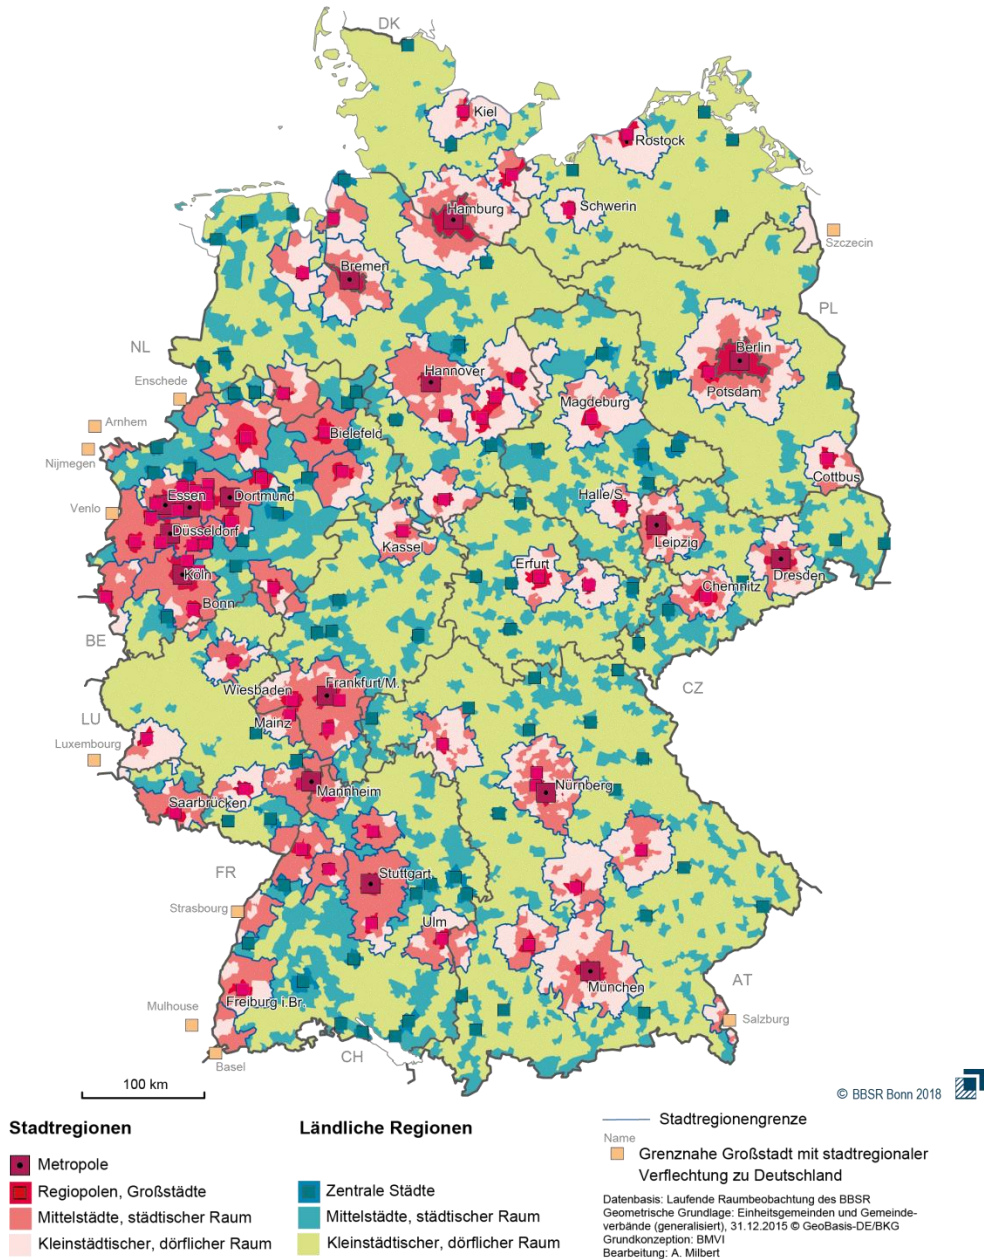 DK
Kiel
Rostock
Hamburg
Schwerin
Szczecin
Bremen
PL
NL
Berlin
Hannover
Enschede
Potsdam
Magdeburg
Arnhem
Bielefeld
Nijmegen
Cottbus
Essen
Dortmund
Halle/S.
Venlo
Düsseldorf
Leipzig
Kassel
Erfurt
Köln
Dresden
Chemnitz
Bonn
BE
Wiesbaden
Frankfurt/M.
CZ
LU
Mainz
Luxembourg
Nürnberg
Mannheim
Saarbrücken
FR
Stuttgart
Strasbourg
Ulm
AT
München
Freiburg i.Br.
Mulhouse
Salzburg
CH
Basel
100 km
© BBSR Bonn 2018
Stadtregionen
Metropole
Regiopolen, Großstädte
Mittelstädte, städtischer Raum
Kleinstädtischer, dörflicher Raum
Ländliche Regionen
Zentrale Städte
Mittelstädte, städtischer Raum
Kleinstädtischer, dörflicher Raum
Stadtregionengrenze
Name
Grenznahe Großstadt mit stadtregionaler
Verflechtung zu Deutschland
Datenbasis: Laufende Raumbeobachtung des BBSR
Geometrische Grundlage: Einheitsgemeinden und Gemeinde-
verbände (generalisiert), 31.12.2015 © GeoBasis-DE/BKG
Grundkonzeption: BMVI
Bearbeitung: A. Milbert